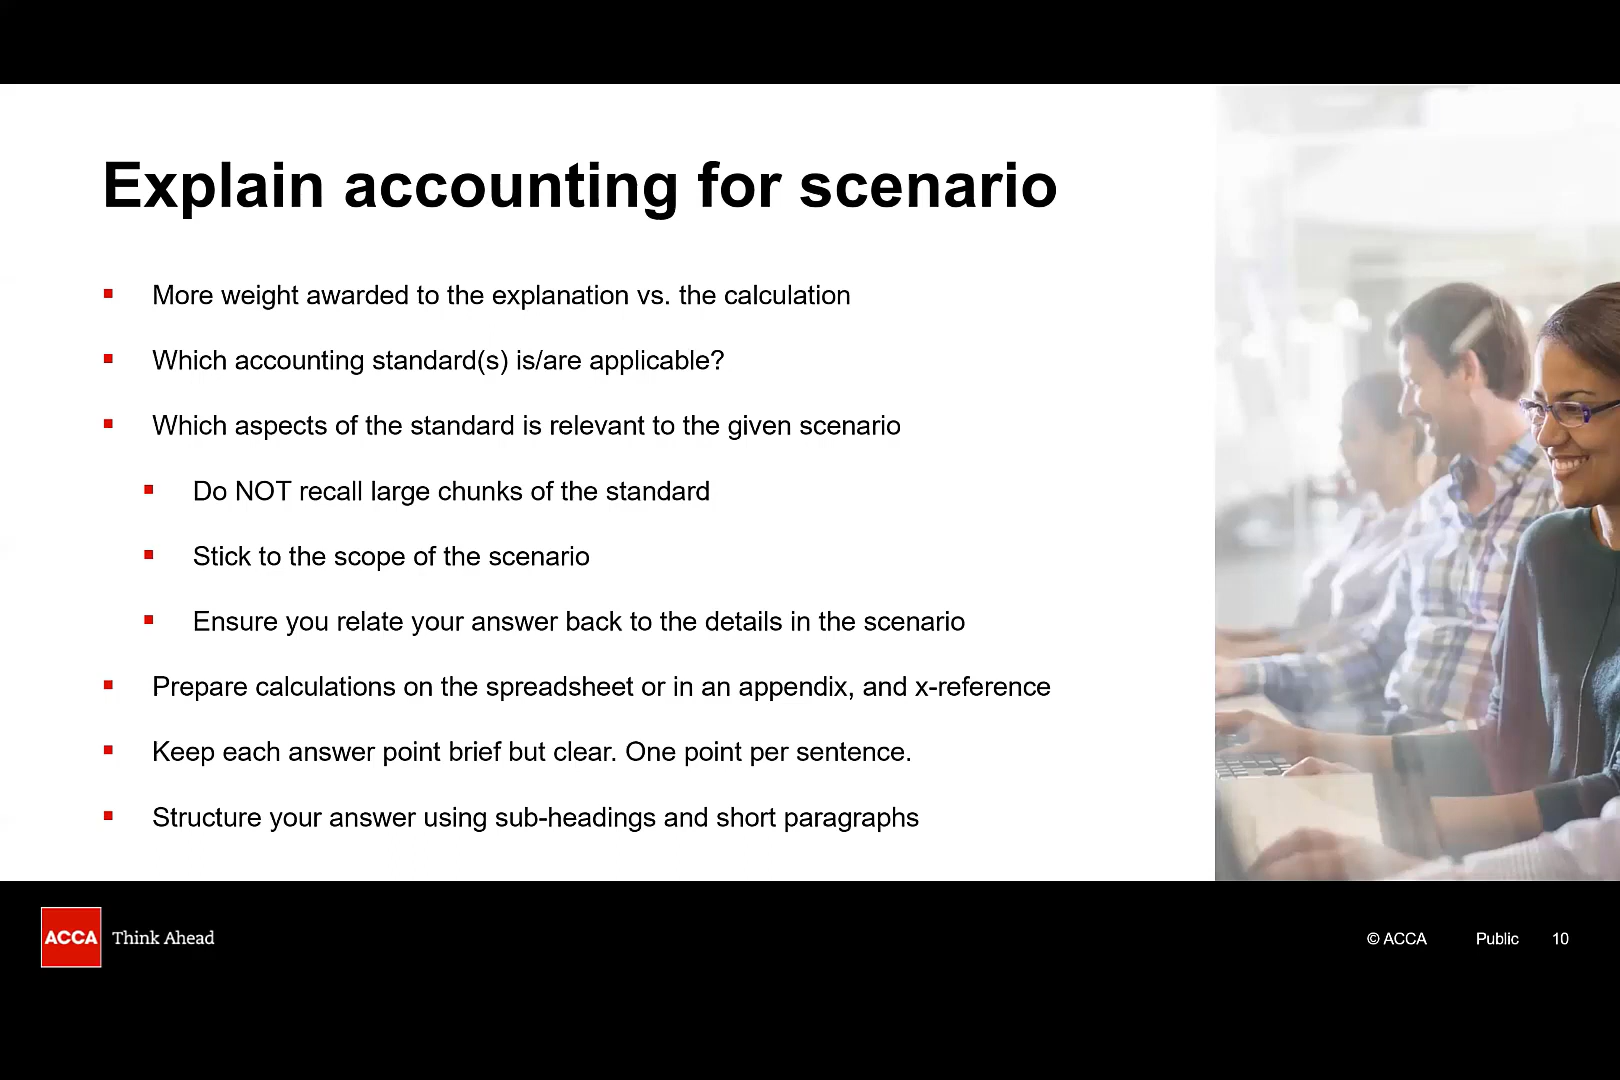 Explain accounting for scenario
More weight awarded to the explanation vs. the calculation
Which accounting standard(s) is/are applicable?
Which aspects of the standard is relevant to the given scenario
Do NOT recall large chunks of the standard
Stick to the scope of the scenario
Ensure you relate your answer back to the details in the scenario
Prepare calculations on the spreadsheet or in an appendix, and x-reference
Keep each answer point brief but clear. One point per sentence.
Structure your answer using sub-headings and short paragraphs
ACCA Think Ahead
© ACCA Public 10